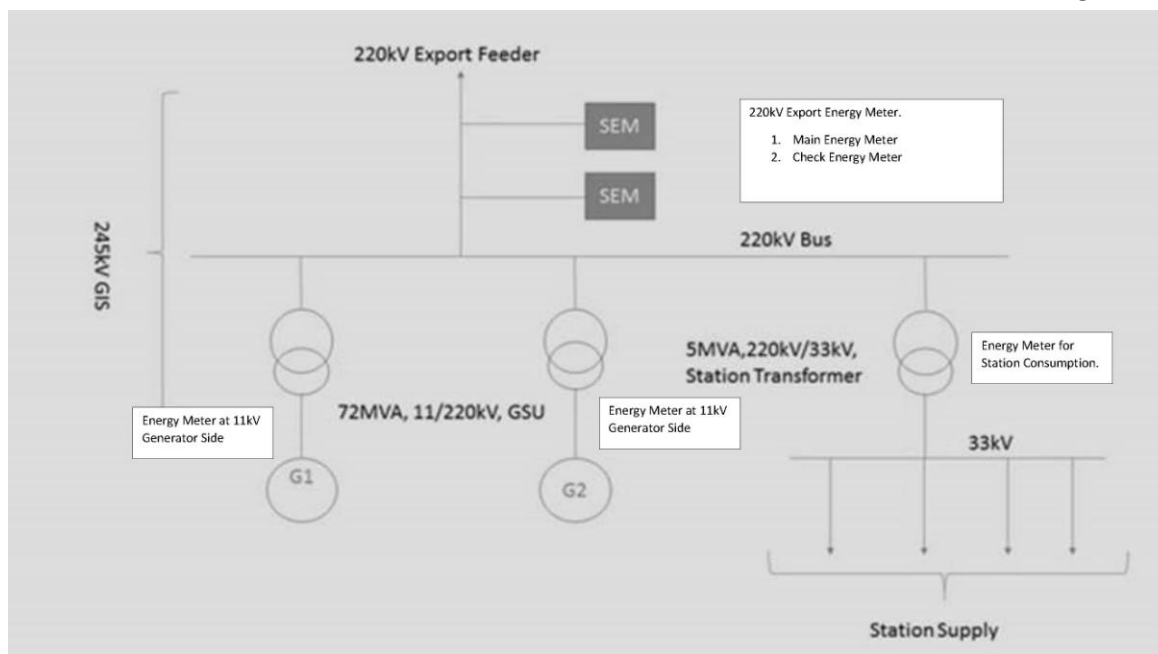 220kV Export Feeder
SEM
220kV Export Energy Meter.
1. Main Energy Meter
2. Check Energy Meter
SEM
245kV GIS
220kV Bus
5MVA,220kV/33kV,
Station Transformer
Energy Meter for
Station Consumption.
Energy Meter at 11kV
Generator Side
72MVA, 11/220kV, GSU
Energy Meter at 11kV
Generator Side
33kV
G1
G2
Station Supply